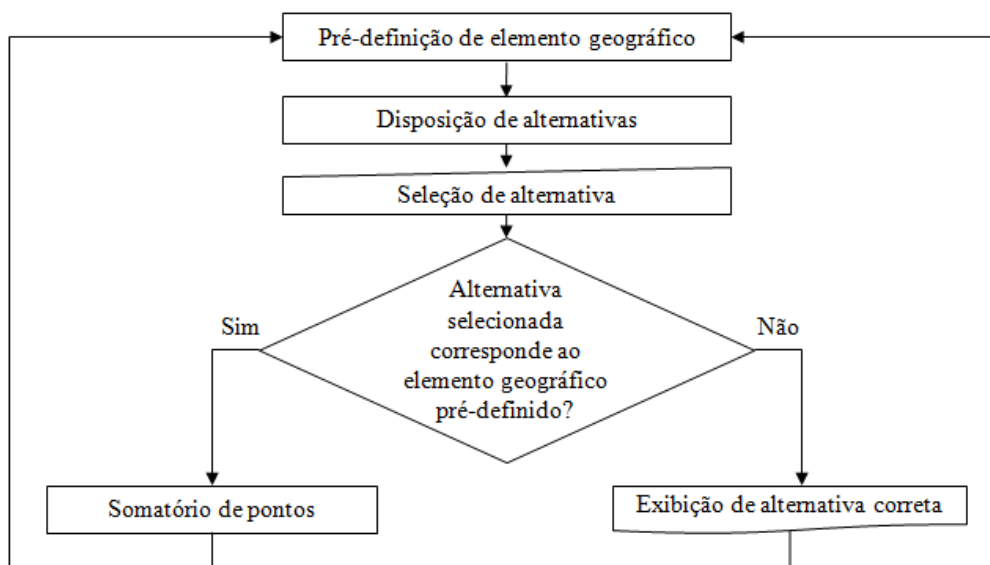 Pré-definição de elemento geográfico
Disposição de alternativas
Seleção de alternativa
Alternativa
selecionada
corresponde ao
elemento geográfico
pré-definido?
Sim
Não
Somatório de pontos
Exibição de alternativa correta